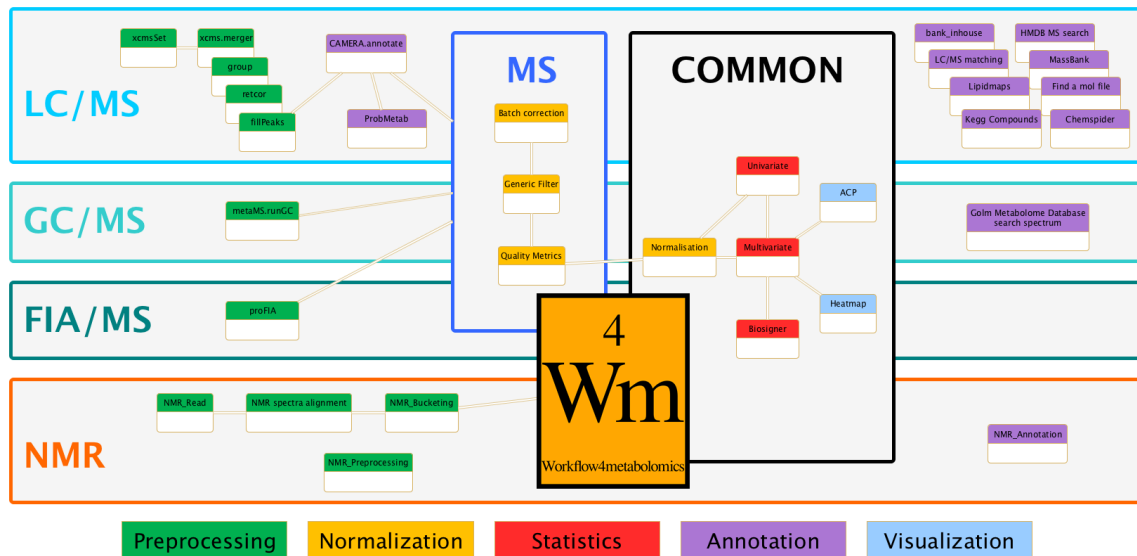 xcmsSet
xcms.merger
group
retcor
fillPeaks
CAMERA.annotate
ProbMetab
LC/MS
MS
Batch correction
Generic Filter
Quality Metrics
COMMON
Univariate
ACP
Normalisation
Multivariate
Heatmap
Biosigner
bank_inhouse
HMDB MS search
LC/MS matching
MassBank
Lipidmaps
Find a mol file
Kegg Compounds
Chemspider
GC/MS
metaMS.runGC
Golm Metabolome Database
search spectrum
FIA/MS
proFIA
4
Wm
Workflow4metabolomics
NMR
NMR_Read
NMR spectra alignment
NMR_Bucketing
NMR_Preprocessing
NMR_Annotation
Preprocessing
Normalization
Statistics
Annotation
Visualization